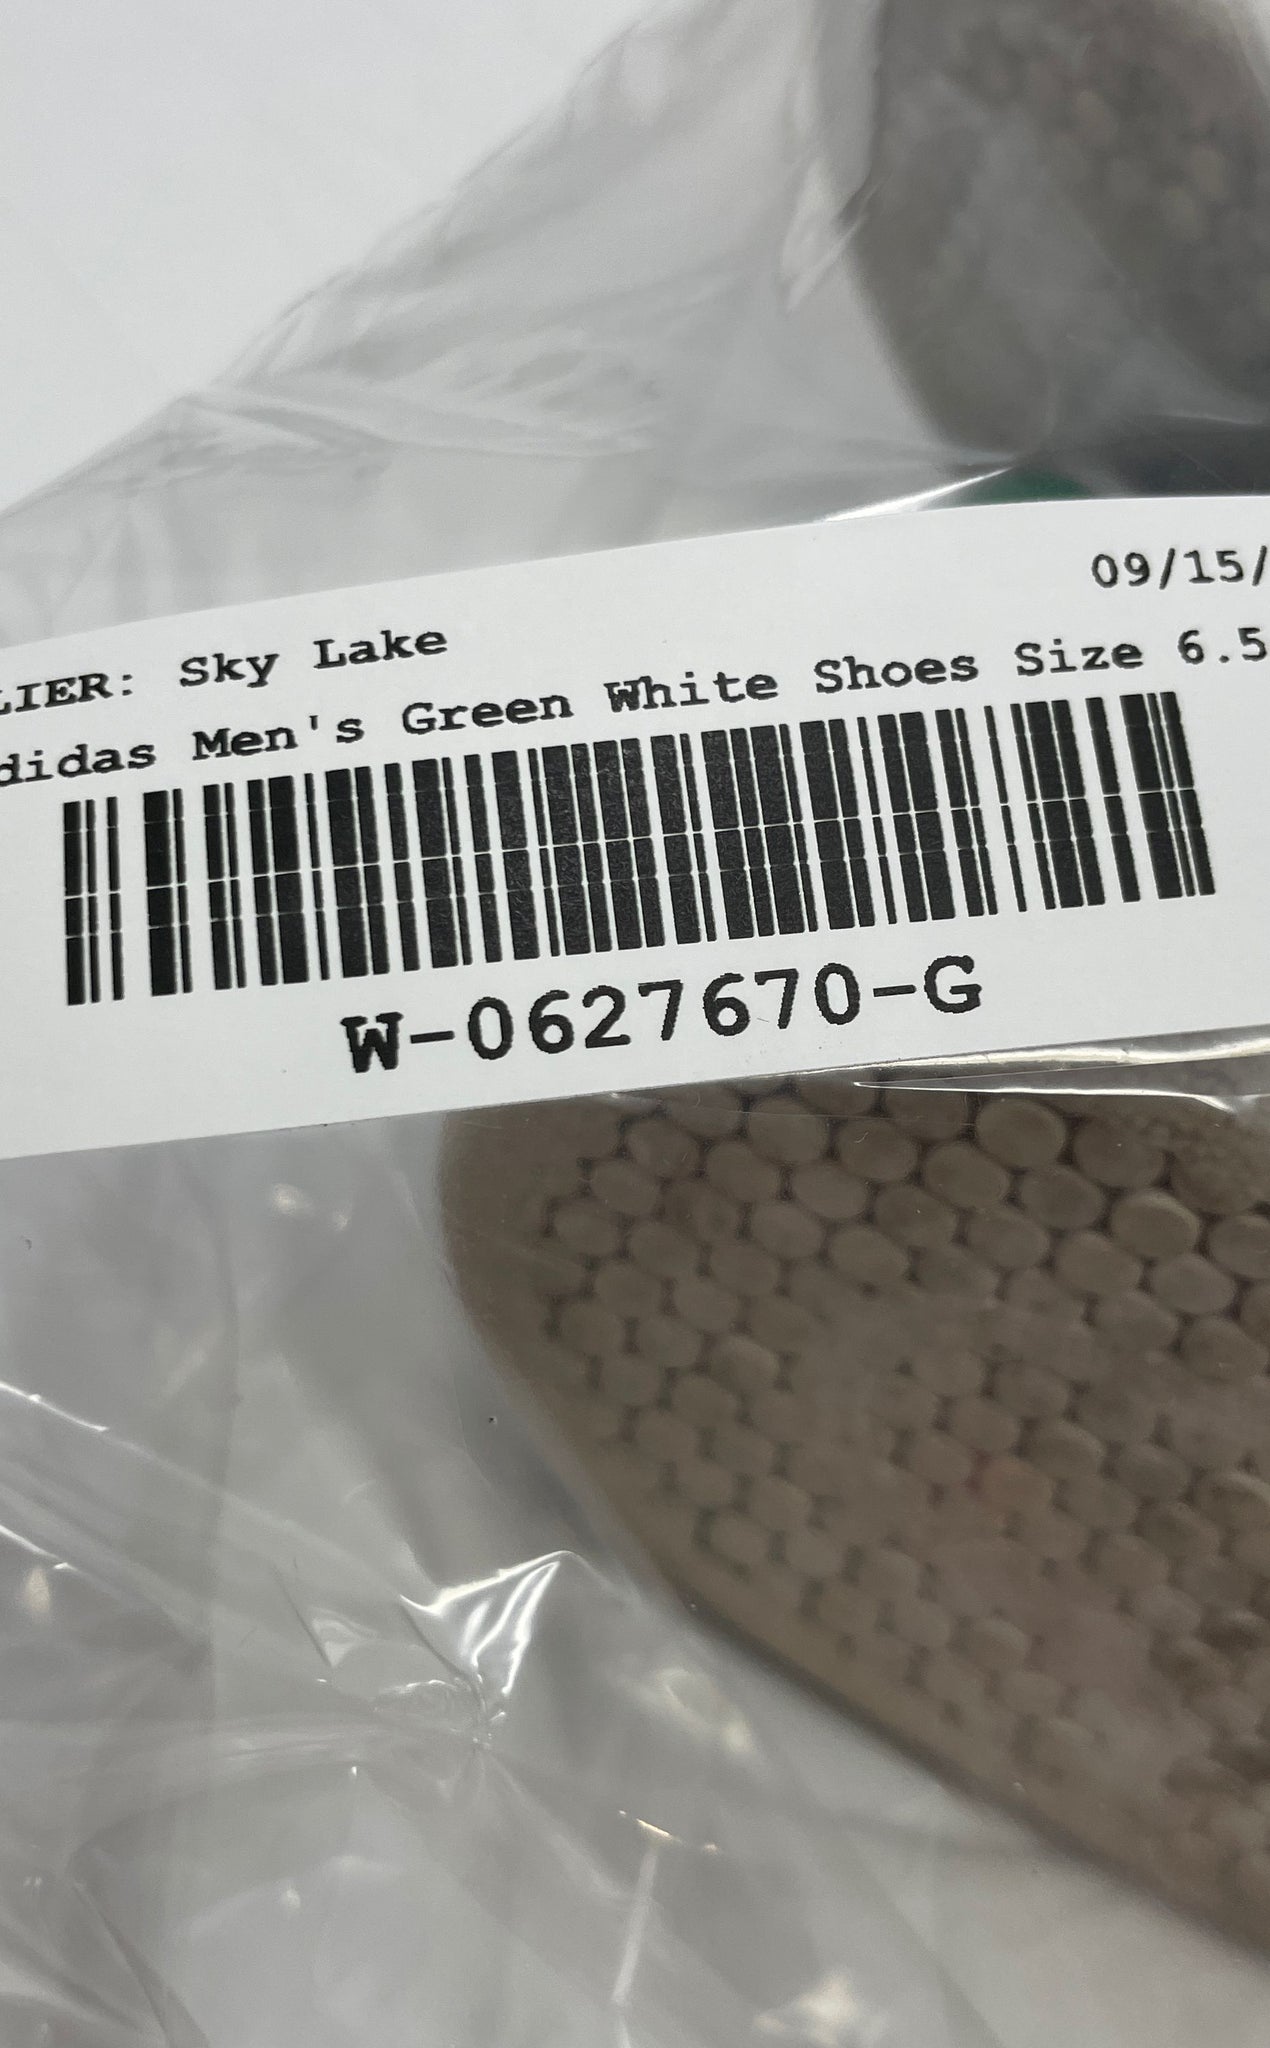 09/15/
LIER: Sky Lake
didas Men's Green White Shoes Size 6.5
W-0627670-G